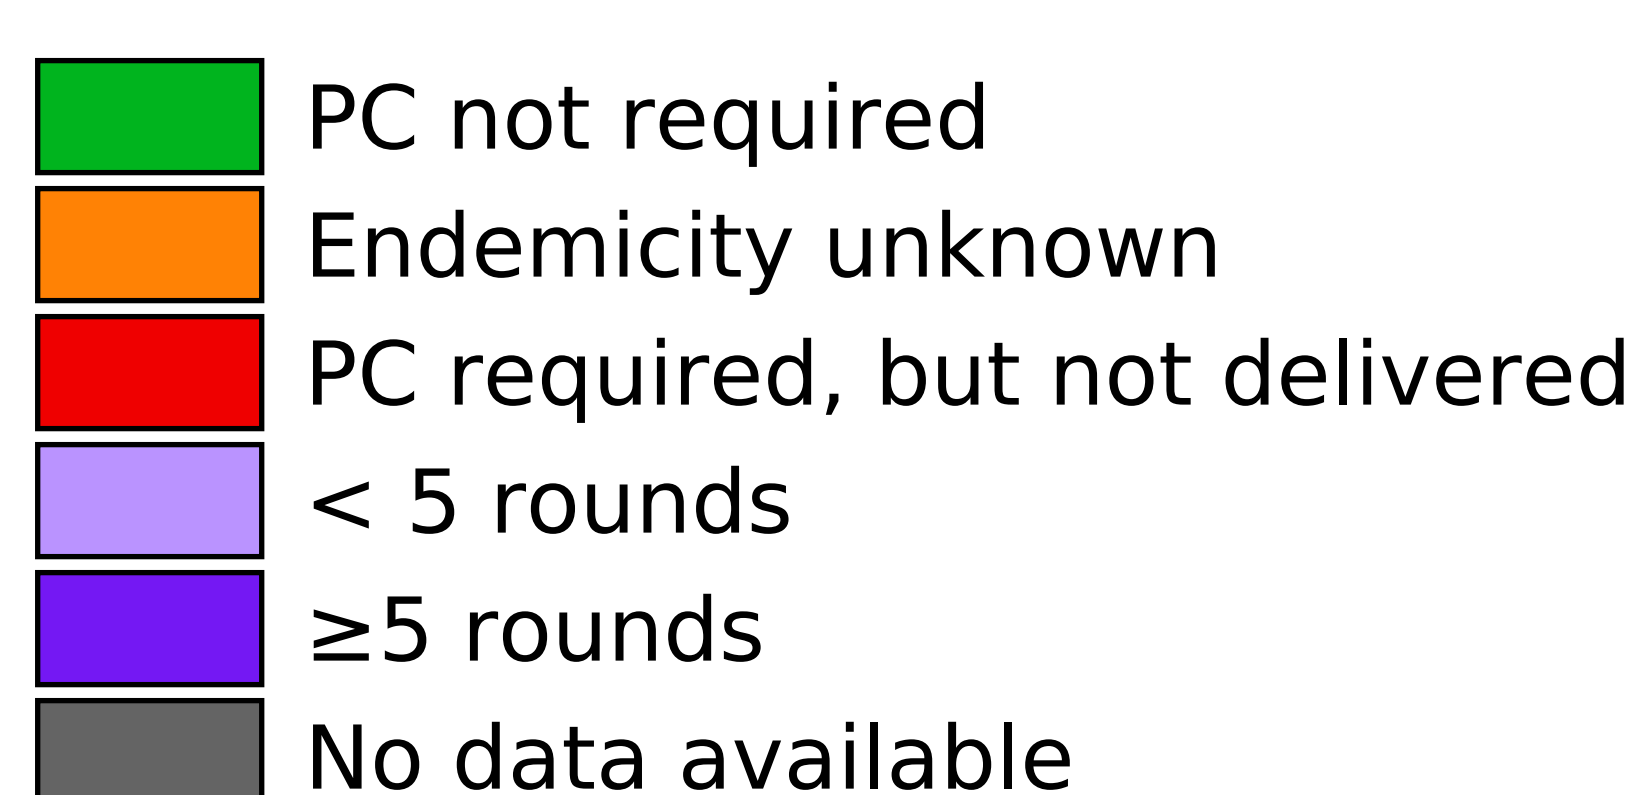 PC not required
Endemicity unknown
PC required, but not delivered
< 5 rounds
≥5 rounds
No data available